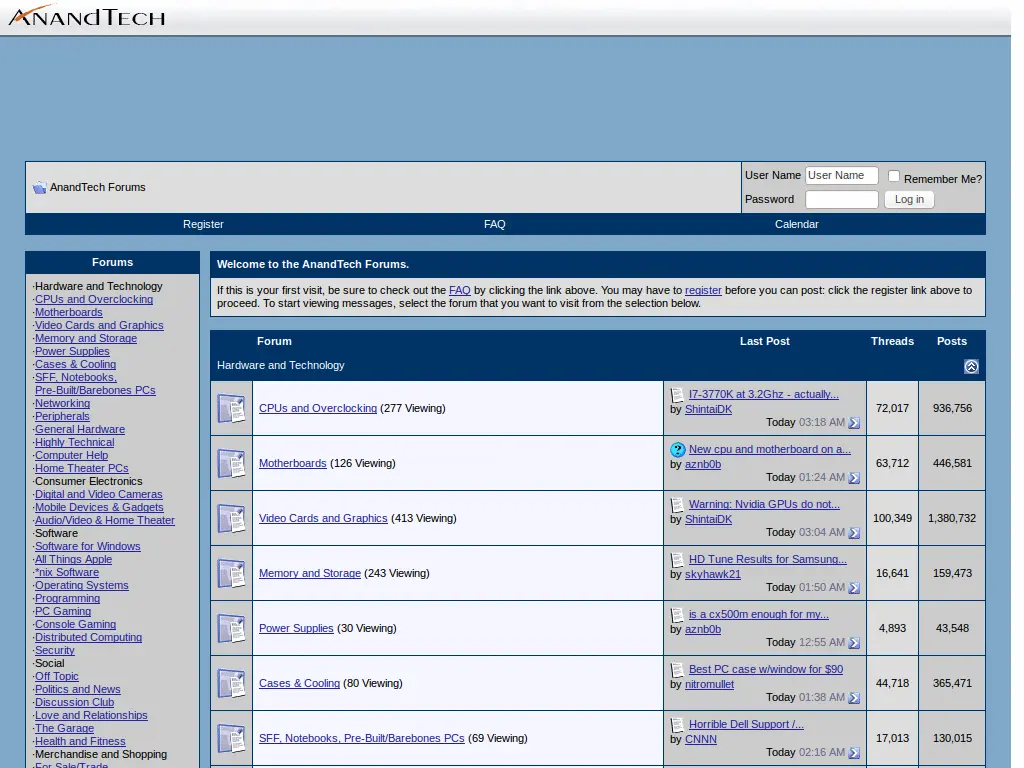 ANANDTECH
AnandTech Forums
User Name User Name Remember Me?
Password Log in
Register FAQ Calendar
Forums
·Hardware and Technology
·CPUs and Overclocking
·Motherboards
·Video Cards and Graphics
·Memory and Storage
·Power Supplies
·Cases & Cooling
·SFF, Notebooks,
Pre-Built/Barebones PCs
·Networking
·Peripherals
·General Hardware
·Highly Technical
·Computer Help
·Home Theater PCs
·Consumer Electronics
·Digital and Video Cameras
·Mobile Devices & Gadgets
·Audio/Video & Home Theater
·Software
·Software for Windows
·All Things Apple
·*nix Software
·Operating Systems
·Programming
·PC Gaming
·Console Gaming
·Distributed Computing
·Security
·Social
·Off Topic
·Politics and News
·Discussion Club
·Love and Relationships
·The Garage
·Health and Fitness
·Merchandise and Shopping
·For Sale/Trade
Welcome to the AnandTech Forums.
If this is your first visit, be sure to check out the FAQ by clicking the link above. You may have to register before you can post: click the register link above to
proceed. To start viewing messages, select the forum that you want to visit from the selection below.
Forum Last Post Threads Posts
Hardware and Technology
CPUs and Overclocking (277 Viewing)
I7-3770K at 3.2Ghz - actually...
by ShintaiDK
Today 03:18 AM
72,017 936,756
Motherboards (126 Viewing)
New cpu and motherboard on a...
by aznb0b
Today 01:24 AM
63,712 446,581
Video Cards and Graphics (413 Viewing)
Warning: Nvidia GPUs do not...
by ShintaiDK
Today 03:04 AM
100,349 1,380,732
Memory and Storage (243 Viewing)
HD Tune Results for Samsung...
by skyhawk21
Today 01:50 AM
16,641 159,473
Power Supplies (30 Viewing)
is a cx500m enough for my...
by aznb0b
Today 12:55 AM
4,893 43,548
Cases & Cooling (80 Viewing)
Best PC case w/window for $90
by nitromullet
Today 01:38 AM
44,718 365,471
SFF, Notebooks, Pre-Built/Barebones PCs (69 Viewing)
Horrible Dell Support /...
by CNNN
Today 02:16 AM
17,013 130,015